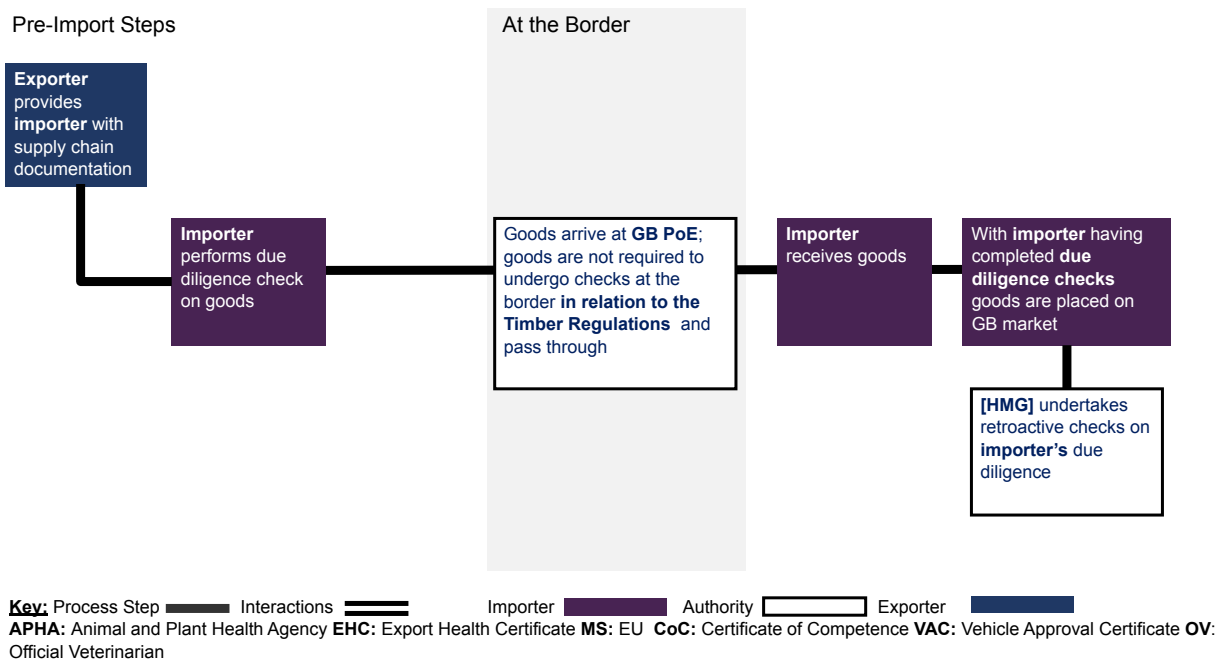 Pre-Import Steps
At the Border
Exporter
provides
importer with
supply chain
documentation
Importer
performs due
diligence check
on goods
Goods arrive at GB PoE;
goods are not required to
undergo checks at the
border in relation to the
Timber Regulations and
pass through
Importer
receives goods
With importer having
completed due
diligence checks
goods are placed on
GB market
[HMG] undertakes
retroactive checks on
importer’s due
diligence
Key: Process Step Interactions Importer Authority Exporter
APHA: Animal and Plant Health Agency EHC: Export Health Certificate MS: EU CoC: Certificate of Competence VAC: Vehicle Approval Certificate OV:
Official Veterinarian